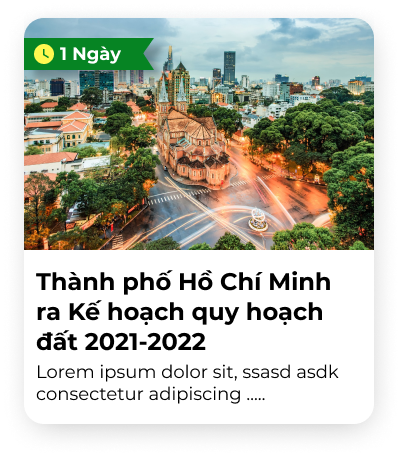 1 Ngày
Thành phố Hồ Chí Minh
ra Kế hoạch quy hoạch
đất 2021-2022
Lorem ipsum dolor sit, ssasd asdk
consectetur adipiscing .....